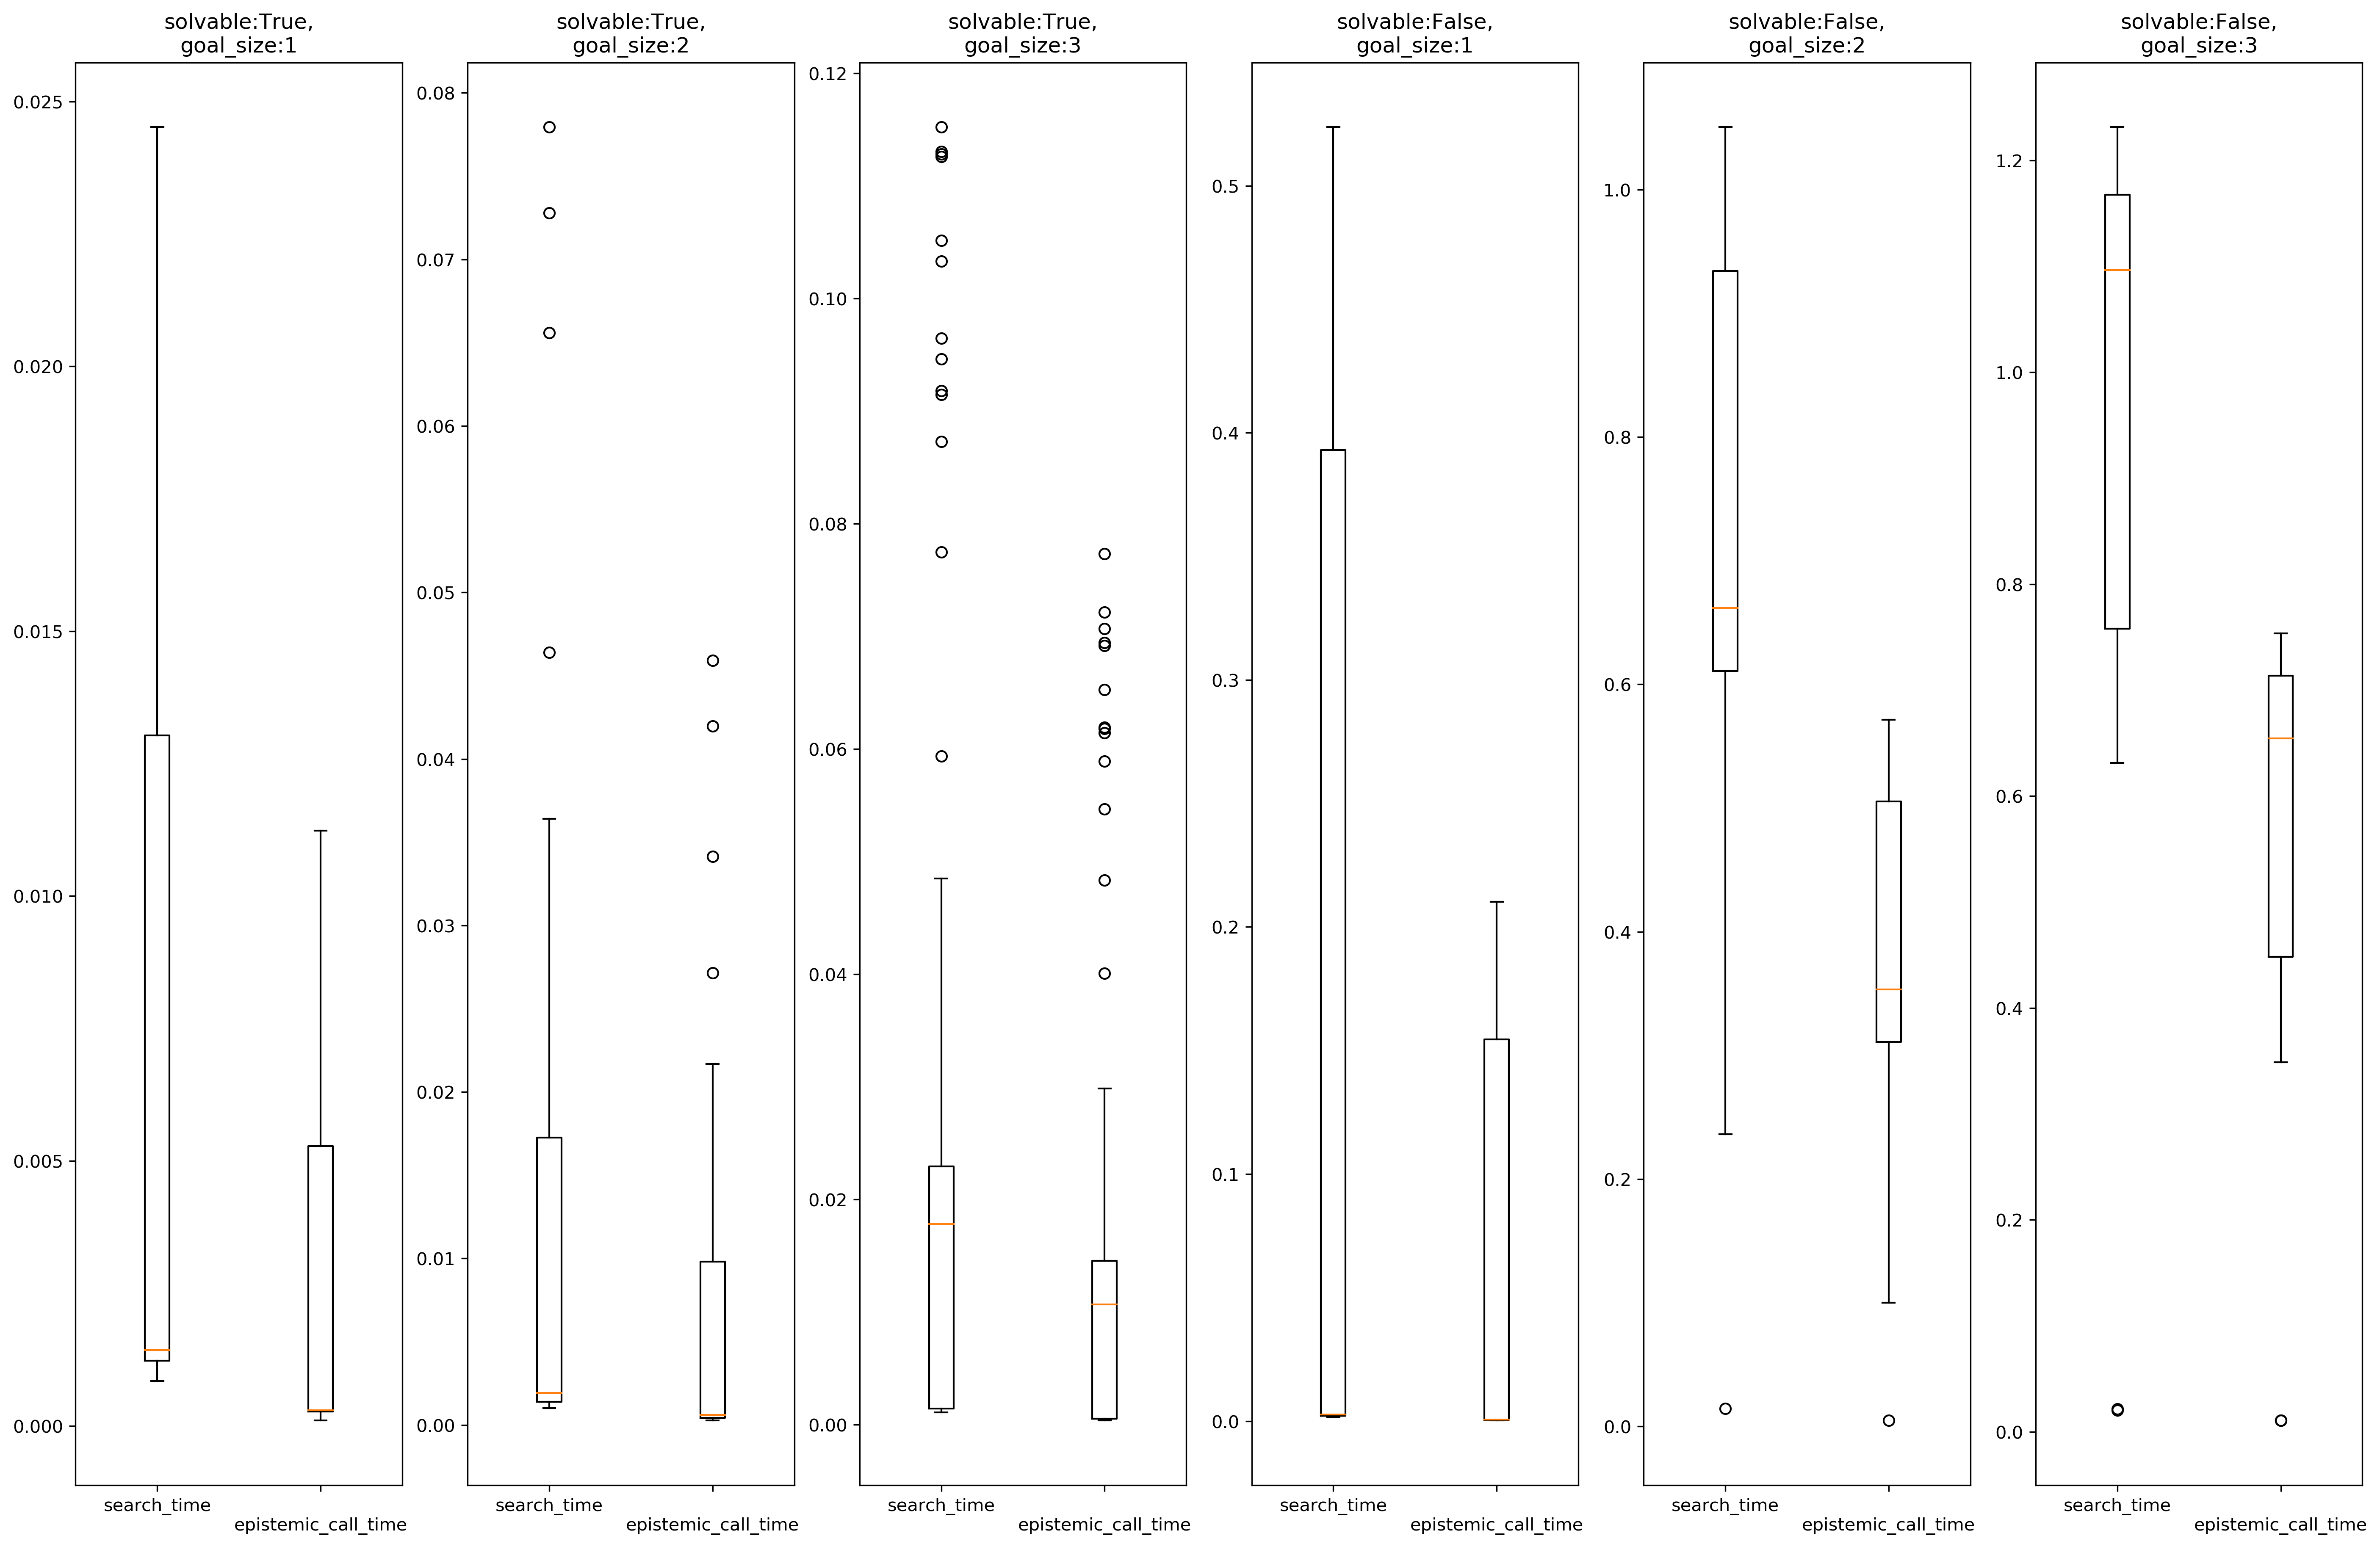 solvable:True,
goal_size:1
0.025
0.020
0.015
0.010
0.005
0.000
search_time
epistemic_call_time
solvable:True,
goal_size:2
0.08
0.07
0.06
0.05
0.04
0.03
0.02
0.01
0.00
search_time
epistemic_call_time
solvable:True,
goal_size:3
0.12
0.10
0.08
0.06
0.04
0.02
0.00
search_time
epistemic_call_time
solvable:False,
goal_size:1
0.5
0.4
0.3
0.2
0.1
0.0
search_time
epistemic_call_time
solvable:False,
goal_size:2
1.0
0.8
0.6
0.4
0.2
0.0
search_time
epistemic_call_time
solvable:False,
goal_size:3
1.2
1.0
0.8
0.6
0.4
0.2
0.0
search_time
epistemic_call_time